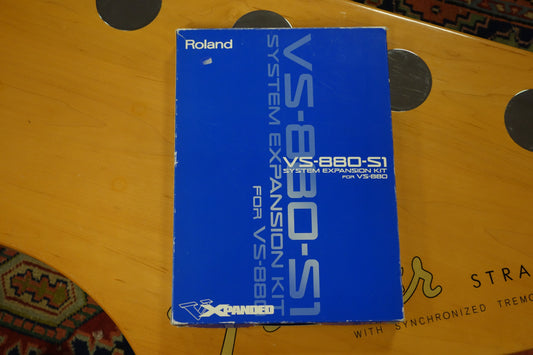 Roland
VS-880-S1
SYSTEM EXPANSION KIT
FOR VS-880
VS-880-S1
SYSTEM EXPANSION KIT
FOR VS-880
XPANDED
STRA
WITH SYNCHRONIZED TREMO